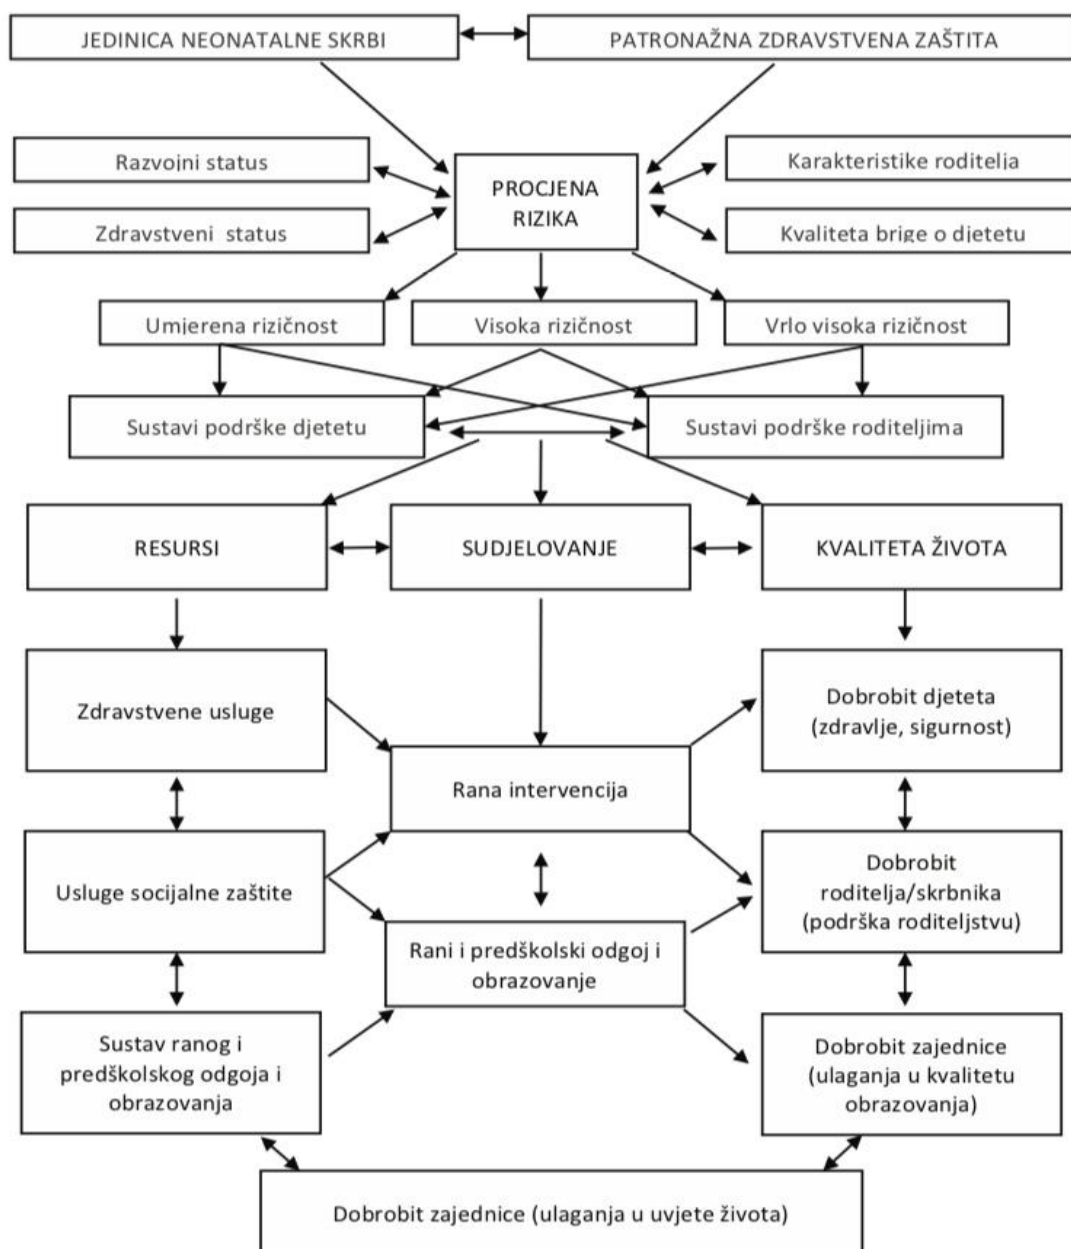 JEDINICA NEONATALNE SKRBI
PATRONAŽNA ZDRAVSTVENA ZAŠTITA
Razvojni status
Karakteristike roditelja
PROCJENA
RIZIKA
Zdravstveni status
Kvaliteta brige o djetetu
Umjerena rizičnost
Visoka rizičnost
Vrlo visoka rizičnost
Sustavi podrške djetetu
Sustavi podrške roditeljima
RESURSI
SUDJELOVANJE
KVALITETA ŽIVOTA
Zdravstvene usluge
Dobrobit djeteta
(zdravlje, sigurnost)
Rana intervencija
Usluge socijalne zaštite
Dobrobit
roditelja/skrbnika
(podrška roditeljstvu)
Rani i predškolski odgoj i
obrazovanje
Sustav ranog i
predškolskog odgoja i
obrazovanja
Dobrobit zajednice
(ulaganja u kvalitetu
obrazovanja)
Dobrobit zajednice (ulaganja u uvjete života)